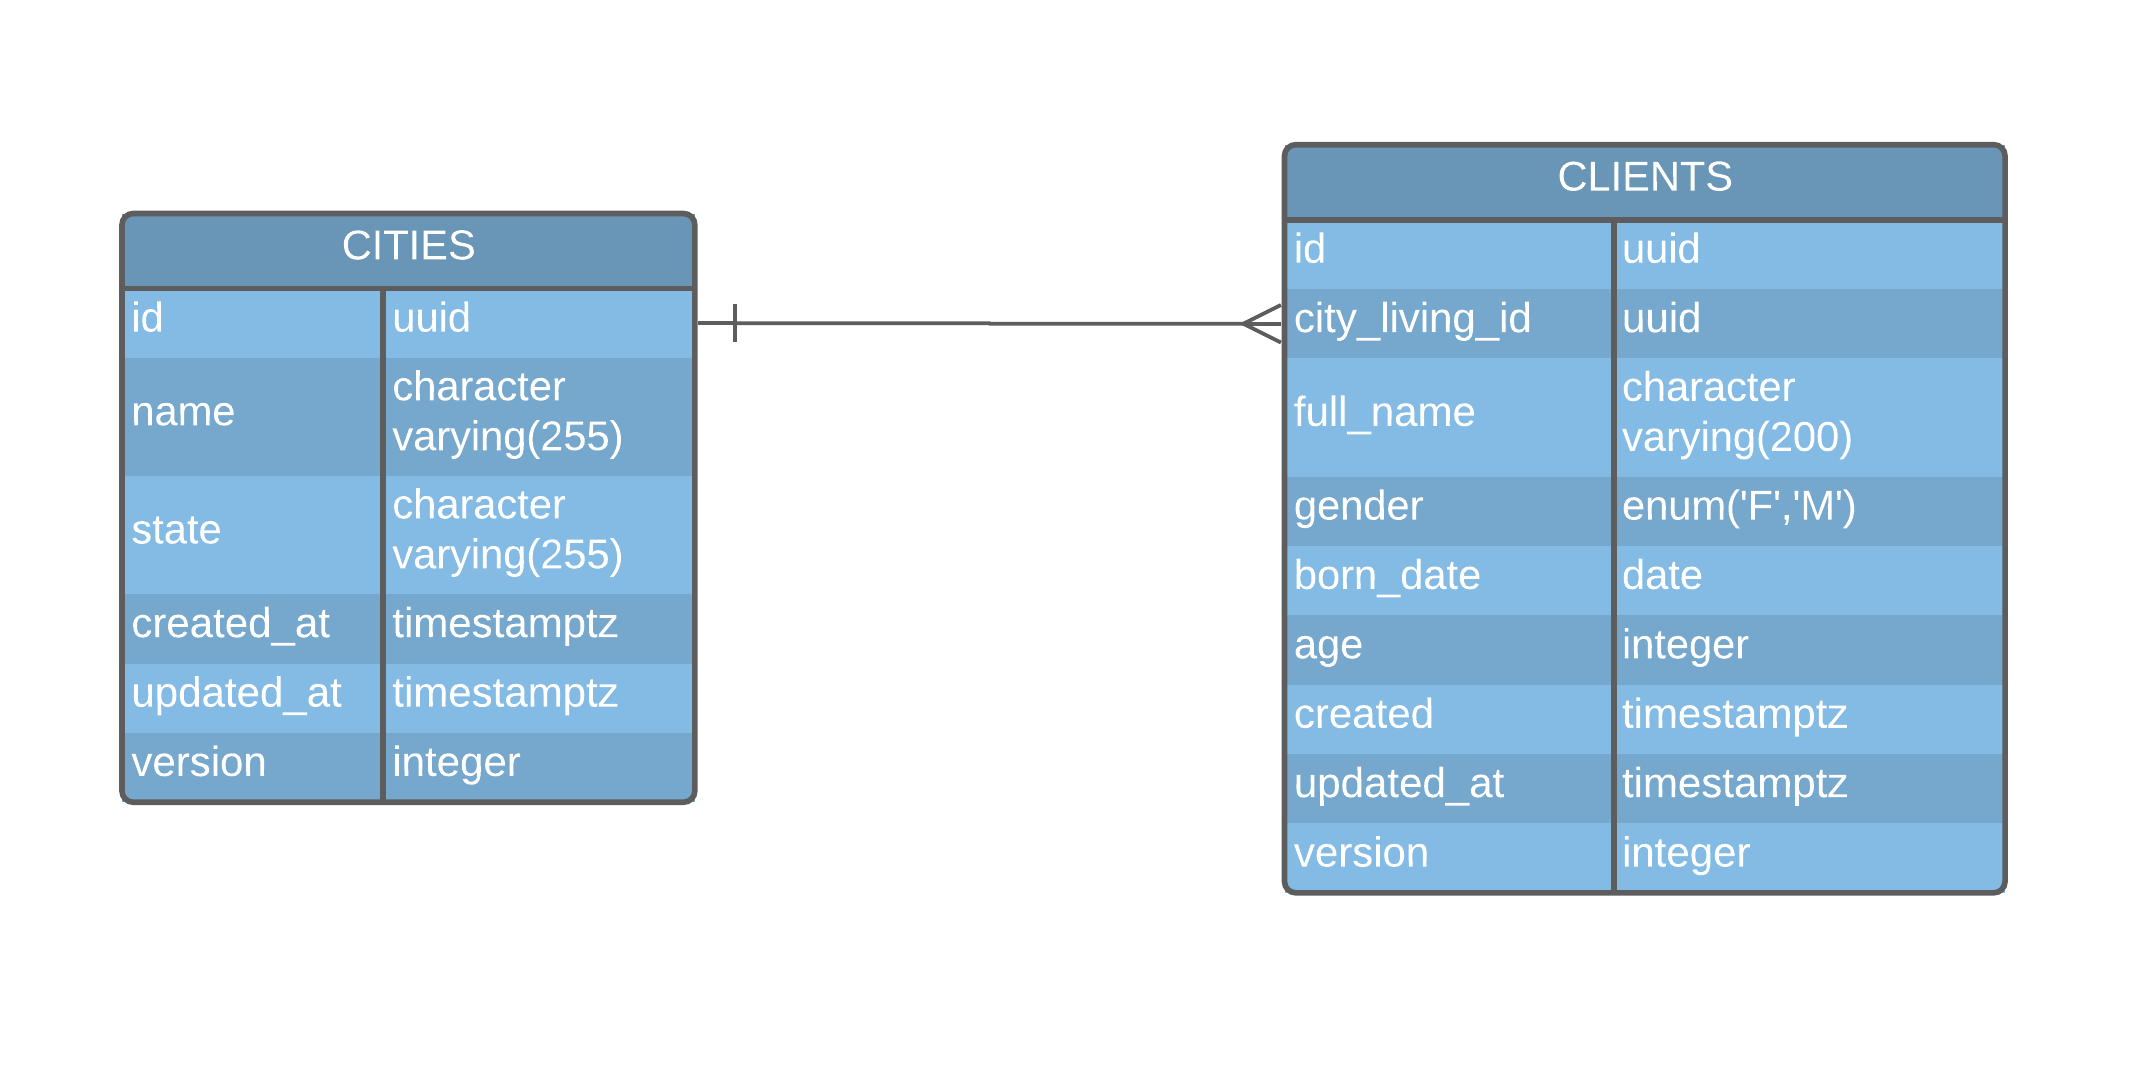 CITIES
id uuid
name character
varying(255)
state character
varying(255)
created_at timestamptz
updated_at timestamptz
version integer
CLIENTS
id uuid
city_living_id uuid
full_name character
varying(200)
gender enum('F','M')
born_date date
age integer
created timestamptz
updated_at timestamptz
version integer